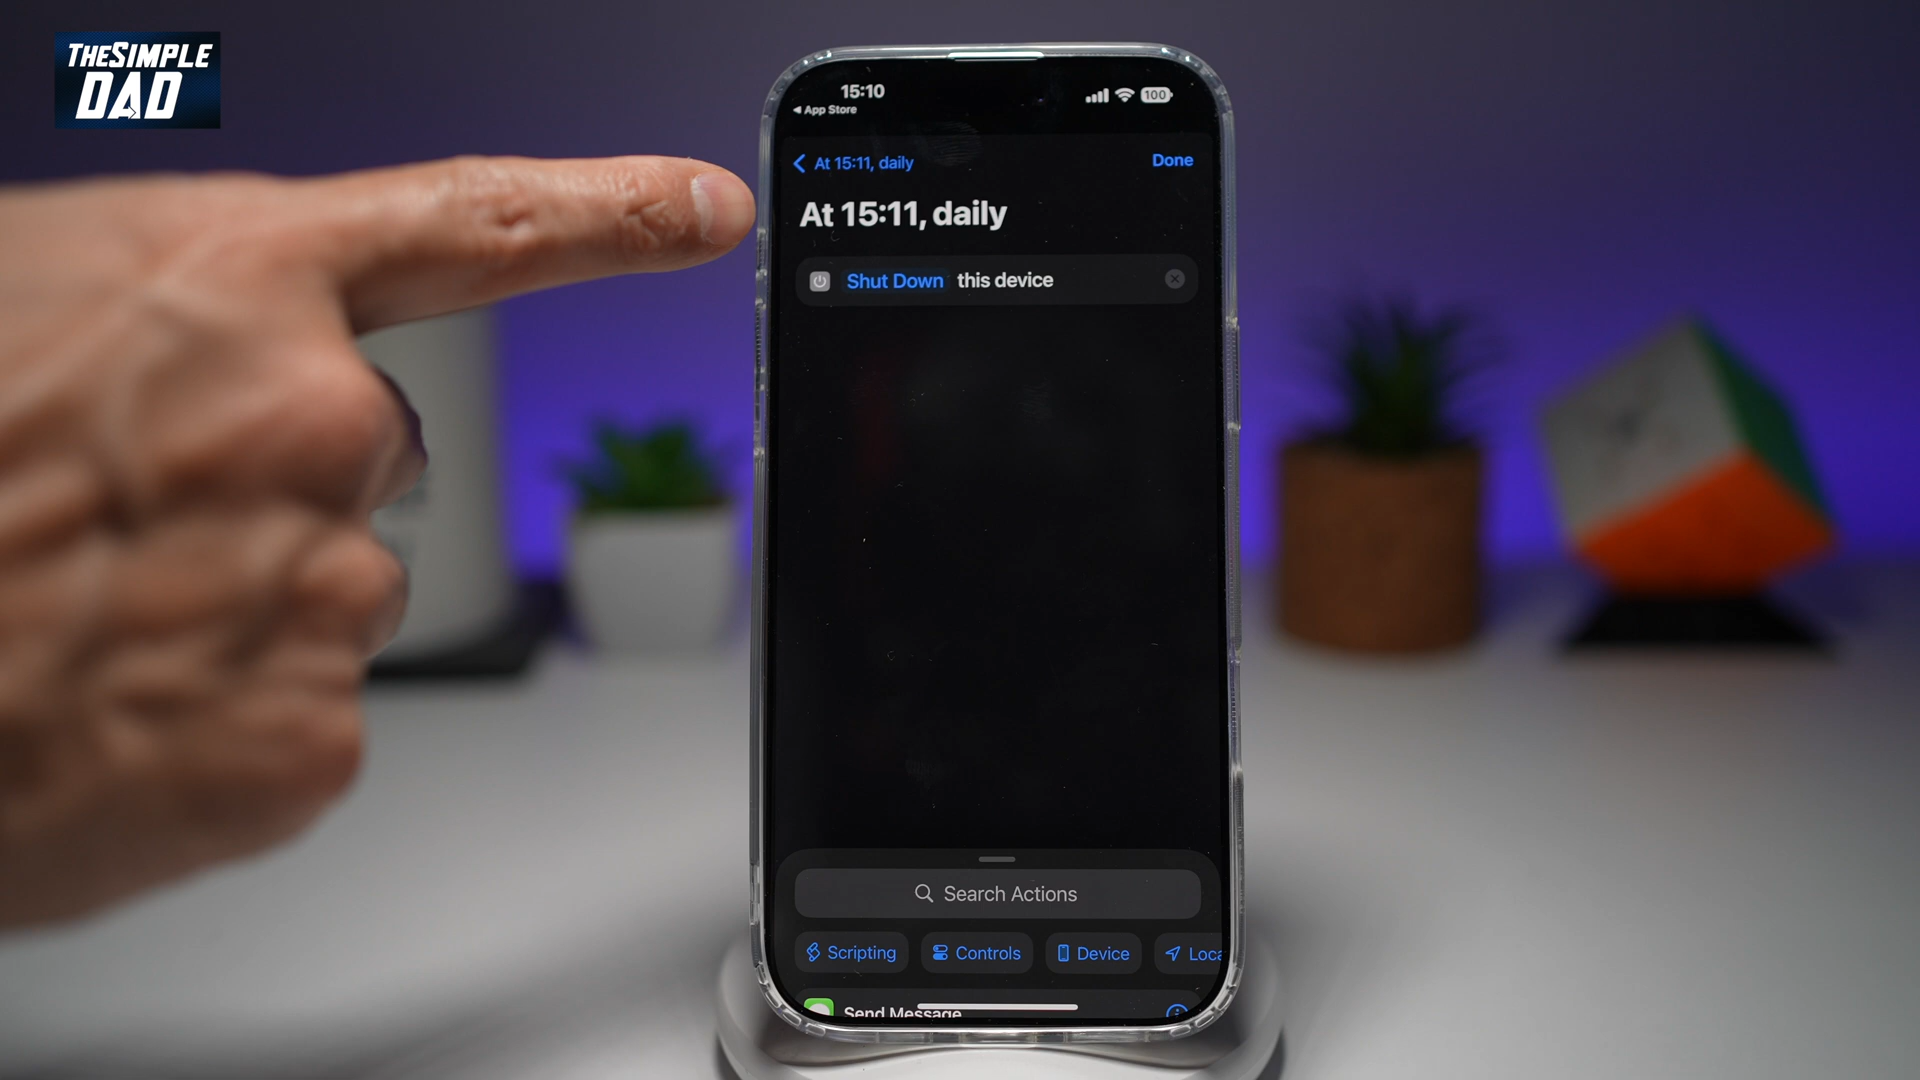 THESIMPLE
DAD
15:10
100
App Store
At 15:11, daily
Done
At 15:11, daily
Shut Down this device
Search Actions
Scripting
Controls
Device
Loca
Send Message